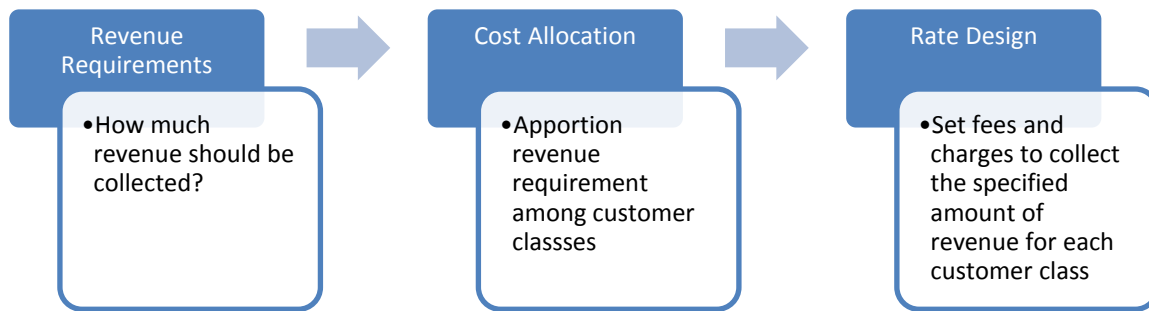 Revenue
Requirements
•How much
revenue should be
collected?
Cost Allocation
•Apportion
revenue
requirement
among customer
classses
Rate Design
•Set fees and
charges to collect
the specified
amount of
revenue for each
customer class